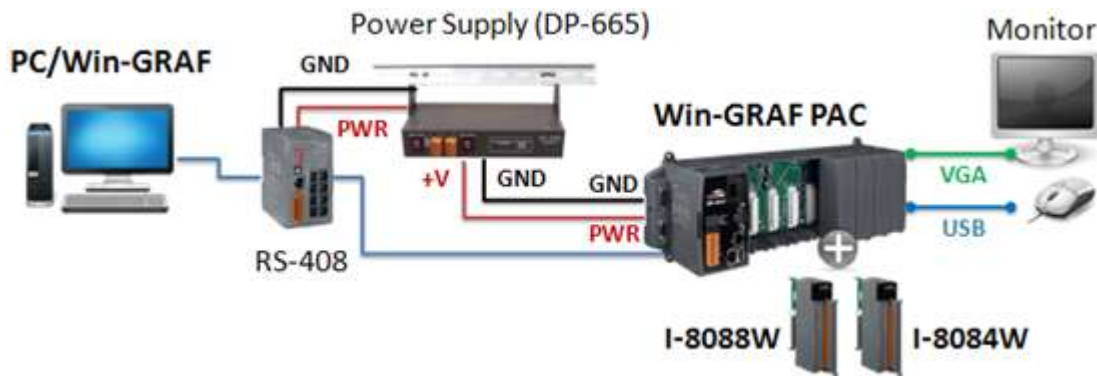 Power Supply (DP-665)
Monitor
PC/Win-GRAF
GND
Win-GRAF PAC
PWR
+V
GND
GND
VGA
PWR
USB
RS-408
I-8088W
I-8084W